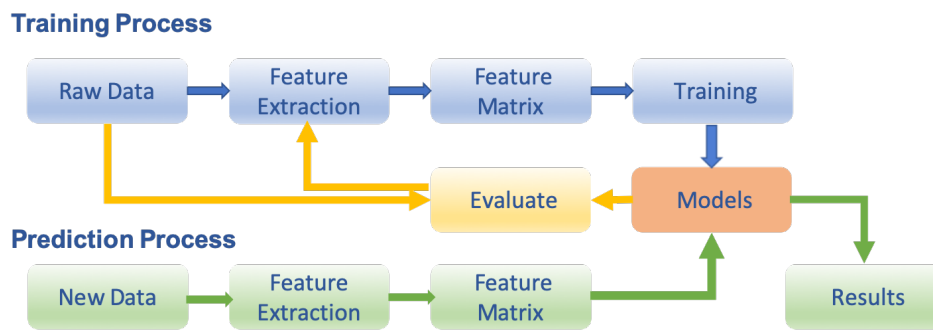 Training Process
Raw Data
Feature
Extraction
Feature
Matrix
Training
Evaluate
Models
Prediction Process
New Data
Feature
Extraction
Feature
Matrix
Results